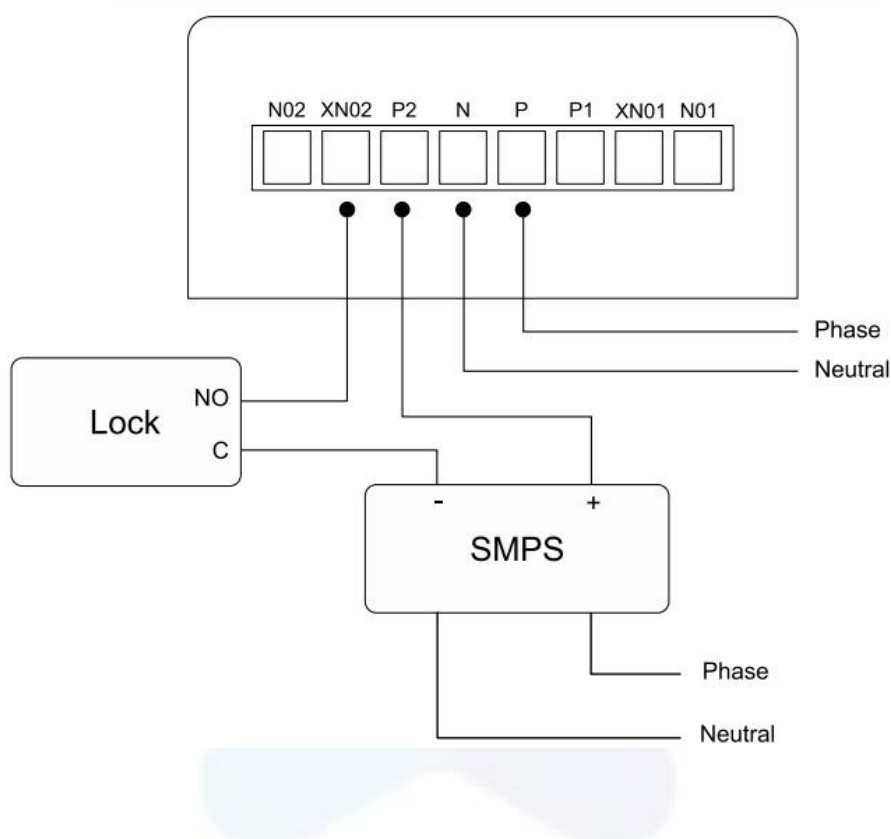 N02 XN02 P2 N P P1 XN01 N01
Phase
Neutral
NO
Lock
C
- +
SMPS
Phase
Neutral